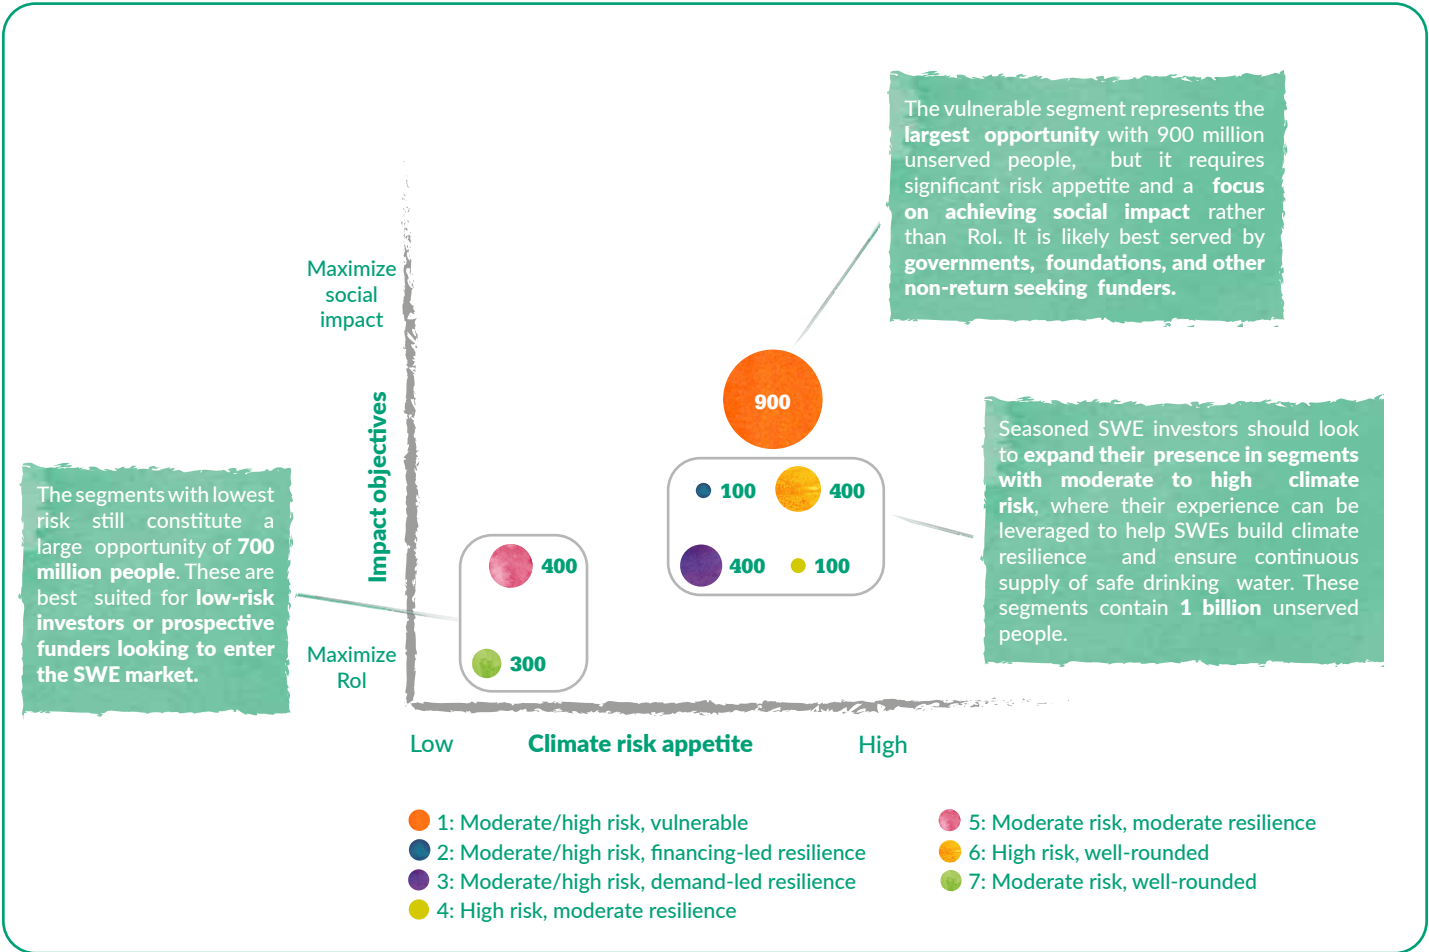 The vulnerable segment represents the
largest opportunity with 900 million
unserved people, but it requires
significant risk appetite and a focus
on achieving social impact rather
than RoI. It is likely best served by
governments, foundations, and other
non-return seeking funders.
Maximize
social
impact
Impact objectives
900
Seasoned SWE investors should look
to expand their presence in segments
with moderate to high climate
risk, where their experience can be
leveraged to help SWEs build climate
resilience and ensure continuous
supply of safe drinking water. These
segments contain 1 billion unserved
people.
100
400
400
100
The segments with lowest
risk still constitute a
large opportunity of 700
million people. These are
best suited for low-risk
investors or prospective
funders looking to enter
the SWE market.
400
300
Maximize
RoI
Low
Climate risk appetite
High
1: Moderate/high risk, vulnerable
2: Moderate/high risk, financing-led resilience
3: Moderate/high risk, demand-led resilience
4: High risk, moderate resilience
5: Moderate risk, moderate resilience
6: High risk, well-rounded
7: Moderate risk, well-rounded